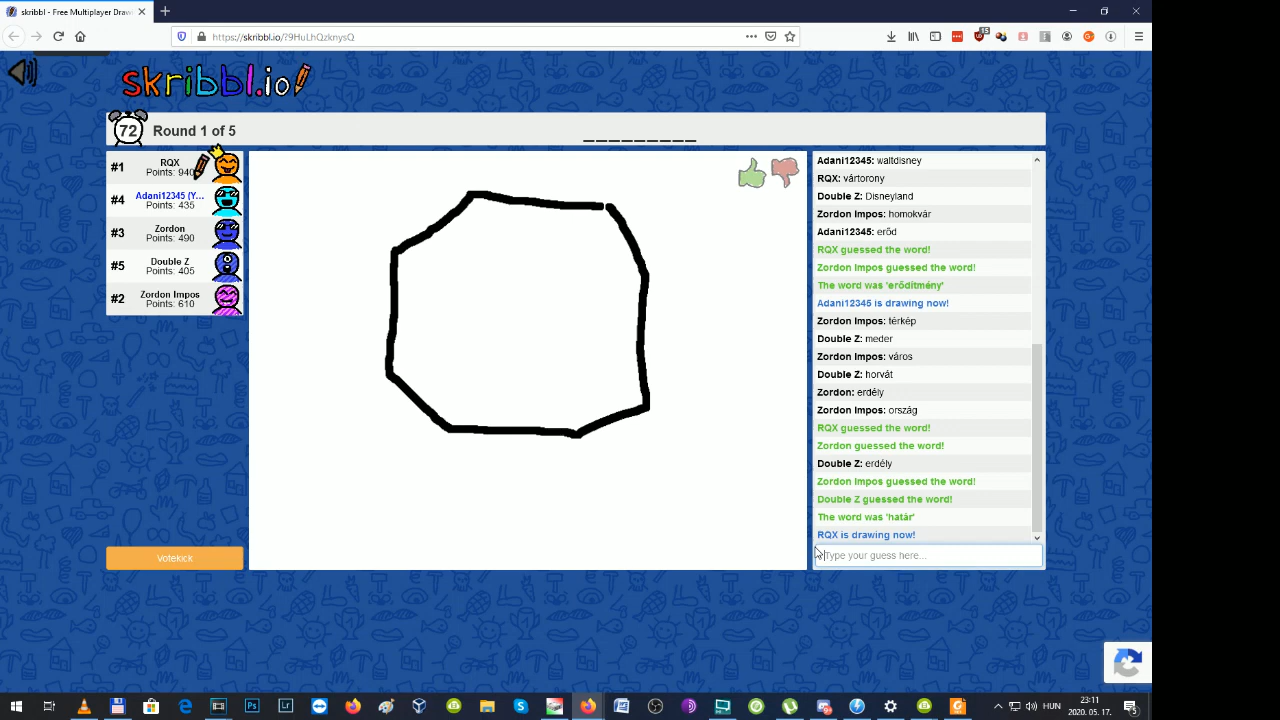 skribbl - Free Multiplayer Draw
https://skribbl.io/?9HuLhQzknysQ
15
skribbl.io
72
Round 1 of 5
_________
#1
RQX
Points: 940
#4
Adani12345 (Y...
Points: 435
#3
Zordon
Points: 490
#5
Double Z
Points: 405
#2
Zordon Impos
Points: 610
Votekick
Adani12345: waltdisney
RQX: vártorony
Double Z: Disneyland
Zordon Impos: homokvár
Adani12345: erőd
RQX guessed the word!
Zordon Impos guessed the word!
The word was 'erődítmény'
Adani12345 is drawing now!
Zordon Impos: térkép
Double Z: meder
Zordon Impos: város
Double Z: horvát
Zordon: erdély
Zordon Impos: ország
RQX guessed the word!
Zordon guessed the word!
Double Z: erdély
Zordon Impos guessed the word!
Double Z guessed the word!
The word was 'határ'
RQX is drawing now!
Type your guess here...
HUN
23:11
2020. 05. 17.